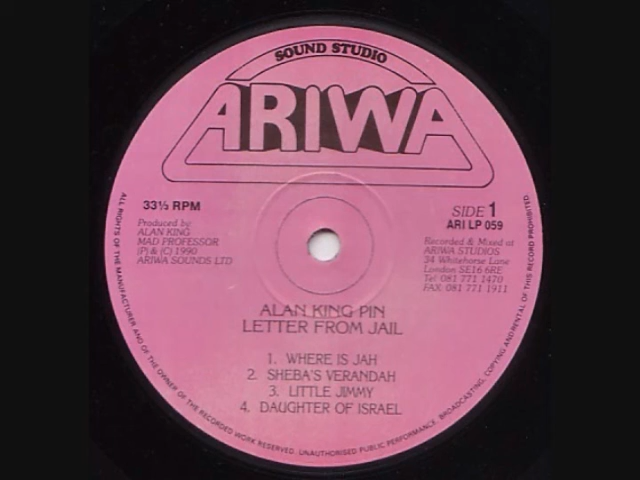 SOUND STUDIO
ARIWA
33⅓ RPM
Produced by
ALAN KING
MAD PROFESSOR
(P) & (C) 1990
ARIWA SOUNDS LTD
SIDE 1
ARI LP 059
Recorded & Mixed at
ARIWA STUDIOS
34 Whitehorse Lane
London SE16 6RE
Tel 081 771 1470
FAX. 081 771 1911
ALAN KING PIN
LETTER FROM JAIL
1. WHERE IS JAH
2. SHEBA'S VERANDAH
3. LITTLE JIMMY
4. DAUGHTER OF ISRAEL
ALL RIGHTS OF THE MANUFACTURER AND OF THE OWNER OF THE RECORDED WORK RESERVED. UNAUTHORISED PUBLIC PERFORMANCE, BROADCASTING, COPYING AND RENTAL OF THIS RECORD PROHIBITED.